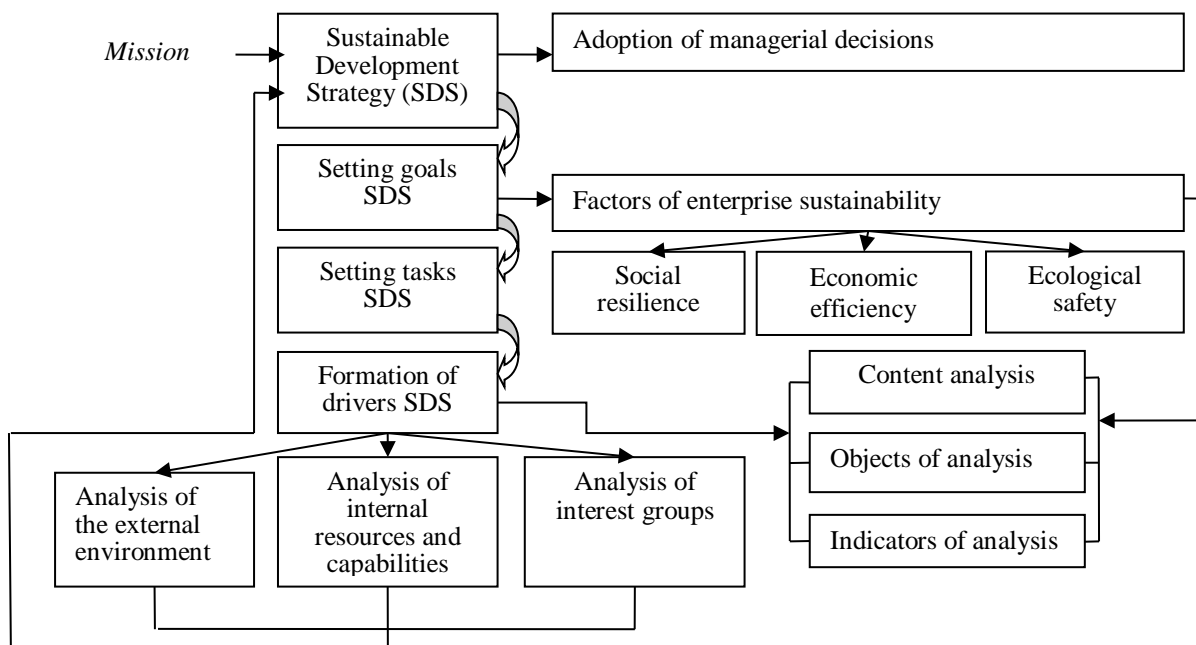 Mission
Sustainable
Development
Strategy (SDS)
Adoption of managerial decisions
Setting goals
SDS
Factors of enterprise sustainability
Setting tasks
SDS
Social
resilience
Economic
efficiency
Ecological
safety
Formation of
drivers SDS
Content analysis
Objects of analysis
Indicators of analysis
Analysis of
the external
environment
Analysis of
internal
resources and
capabilities
Analysis of
interest groups